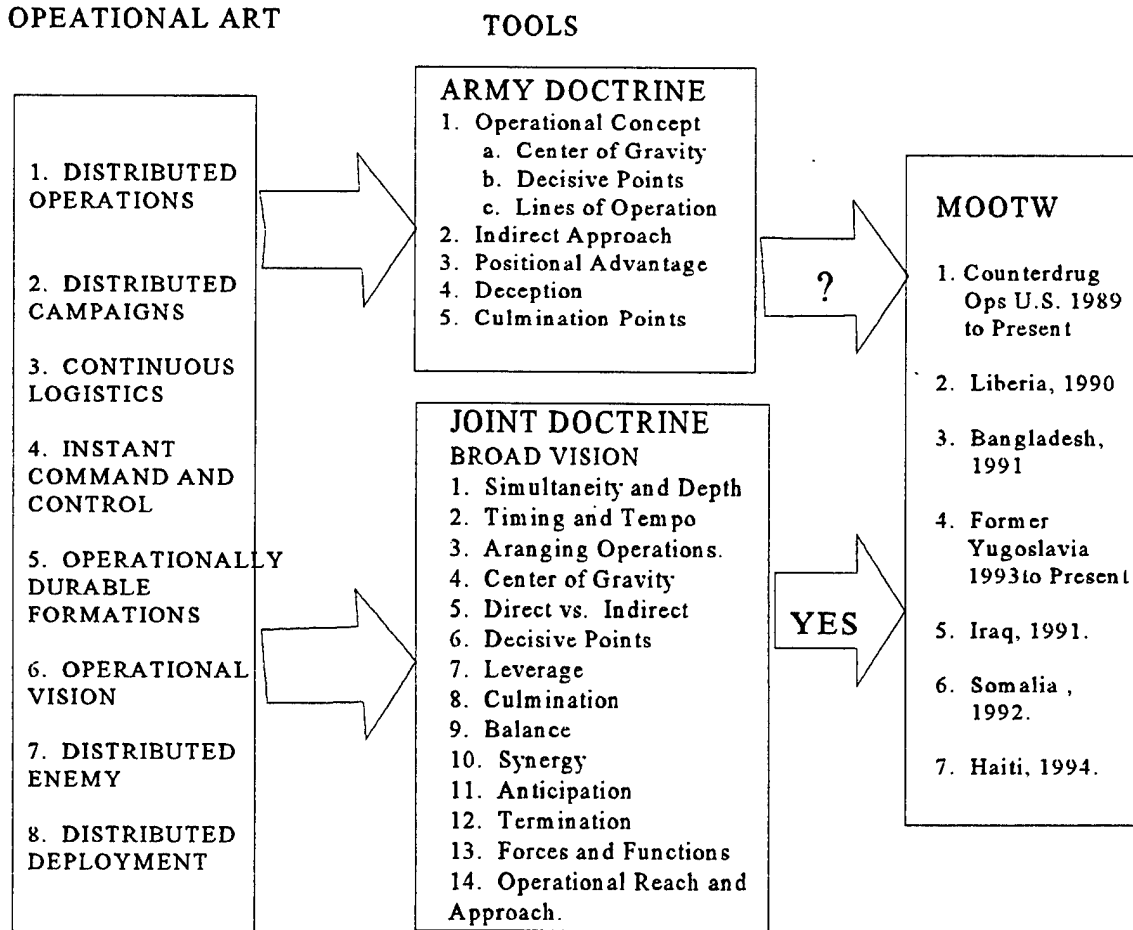 OPEATIONAL ART
TOOLS
1. DISTRIBUTED
OPERATIONS
2. DISTRIBUTED
CAMPAIGNS
3. CONTINUOUS
LOGISTICS
4. INSTANT
COMMAND AND
CONTROL
5. OPERATIONALLY
DURABLE
FORMATIONS
6. OPERATIONAL
VISION
7. DISTRIBUTED
ENEMY
8. DISTRIBUTED
DEPLOYMENT
ARMY DOCTRINE
1. Operational Concept
a. Center of Gravity
b. Decisive Points
c. Lines of Operation
2. Indirect Approach
3. Positional Advantage
4. Deception
5. Culmination Points
JOINT DOCTRINE
BROAD VISION
1. Simultaneity and Depth
2. Timing and Tempo
3. Aranging Operations.
4. Center of Gravity
5. Direct vs. Indirect
6. Decisive Points
7. Leverage
8. Culmination
9. Balance
10. Synergy
11. Anticipation
12. Termination
13. Forces and Functions
14. Operational Reach and
Approach.
?
YES
MOOTW
1. Counterdrug
Ops U.S. 1989
to Present
2. Liberia, 1990
3. Bangladesh,
1991
4. Former
Yugoslavia
1993to Present
5. Iraq, 1991.
6. Somalia ,
1992.
7. Haiti, 1994.